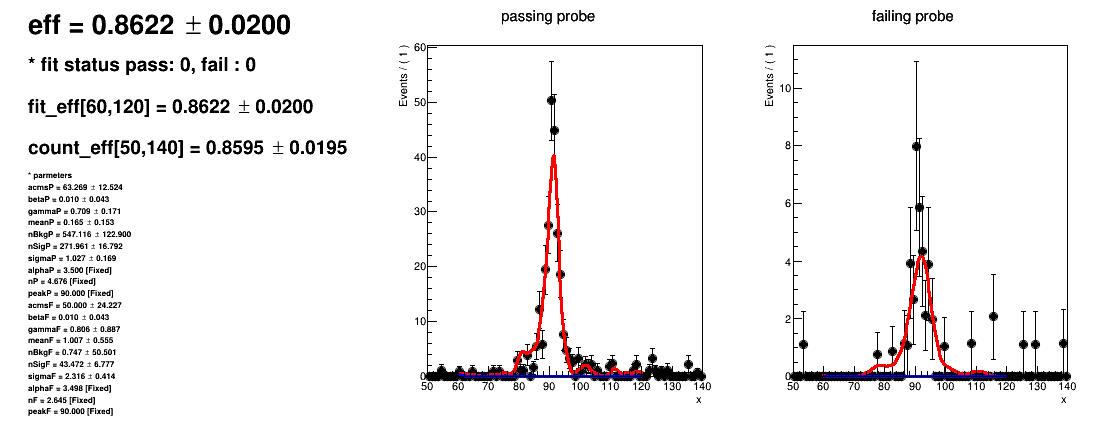 eff = 0.8622 ± 0.0200
* fit status pass: 0, fail : 0
fit_eff[60,120] = 0.8622 ± 0.0200
count_eff[50,140] = 0.8595 ± 0.0195
* parmeters
acmsP = 63.269 ± 12.524
betaP = 0.010 ± 0.043
gammaP = 0.709 ± 0.171
meanP = 0.165 ± 0.153
nBkgP = 547.116 ± 122.900
nSigP = 271.961 ± 16.792
sigmaP = 1.027 ± 0.169
alphaP = 3.500 [Fixed]
nP = 4.676 [Fixed]
peakP = 90.000 [Fixed]
acmsF = 50.000 ± 24.227
betaF = 0.010 ± 0.043
gammaF = 0.806 ± 0.887
meanF = 1.007 ± 0.555
nBkgF = 0.747 ± 50.501
nSigF = 43.472 ± 6.777
sigmaF = 2.316 ± 0.414
alphaF = 3.498 [Fixed]
nF = 2.645 [Fixed]
peakF = 90.000 [Fixed]
passing probe
Events / ( 1 )
60
50
40
30
20
10
0
50 60 70 80 90 100 110 120 130 140
x
failing probe
Events / ( 1 )
10
8
6
4
2
0
50 60 70 80 90 100 110 120 130 140
x